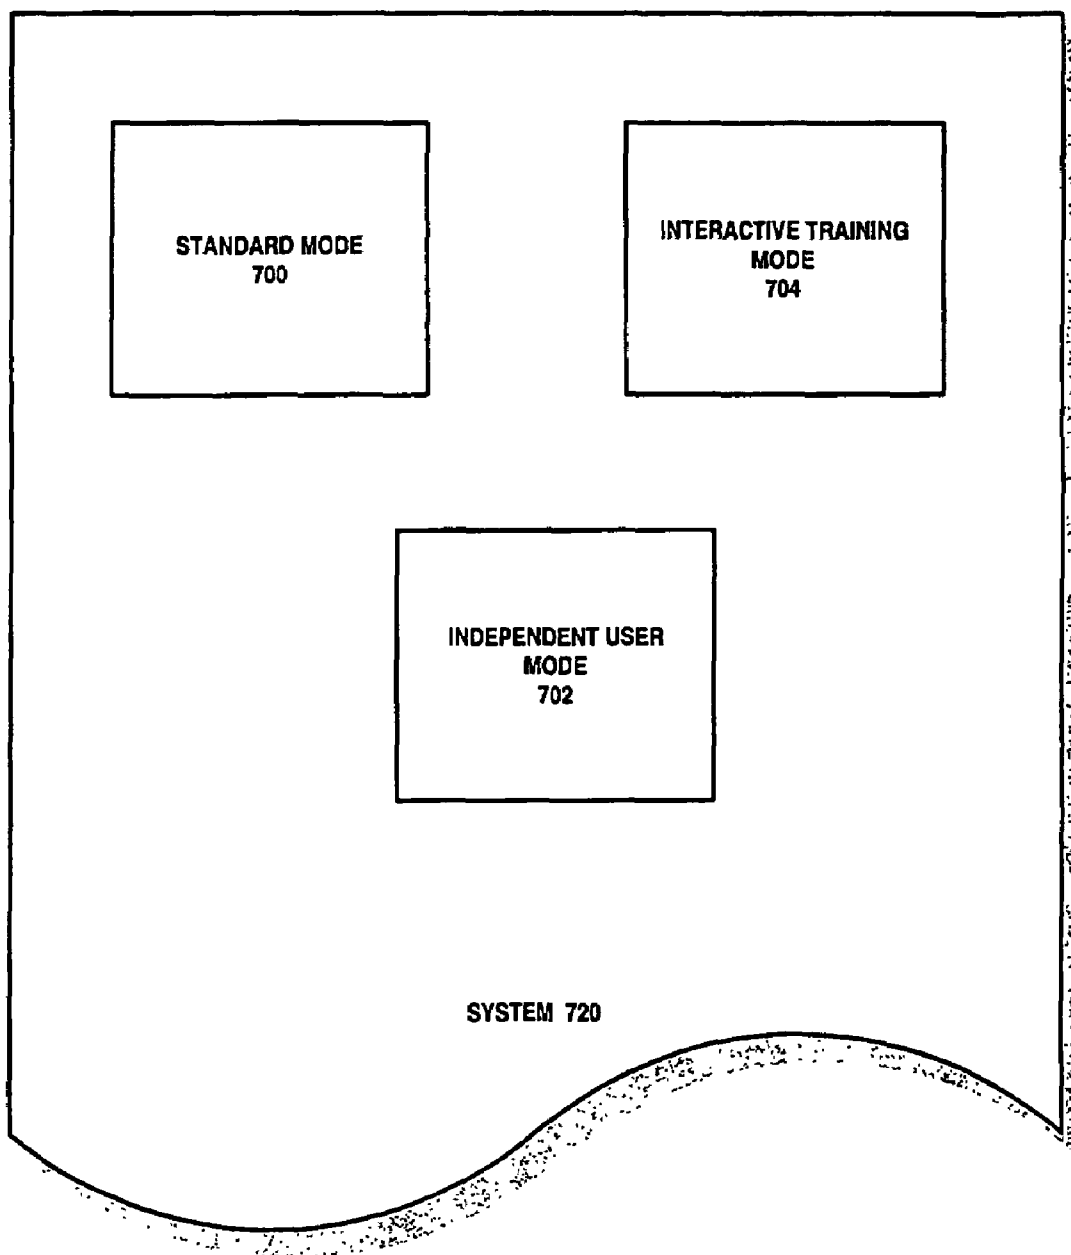 STANDARD MODE
700
INTERACTIVE TRAINING
MODE
704
INDEPENDENT USER
MODE
702
SYSTEM 720